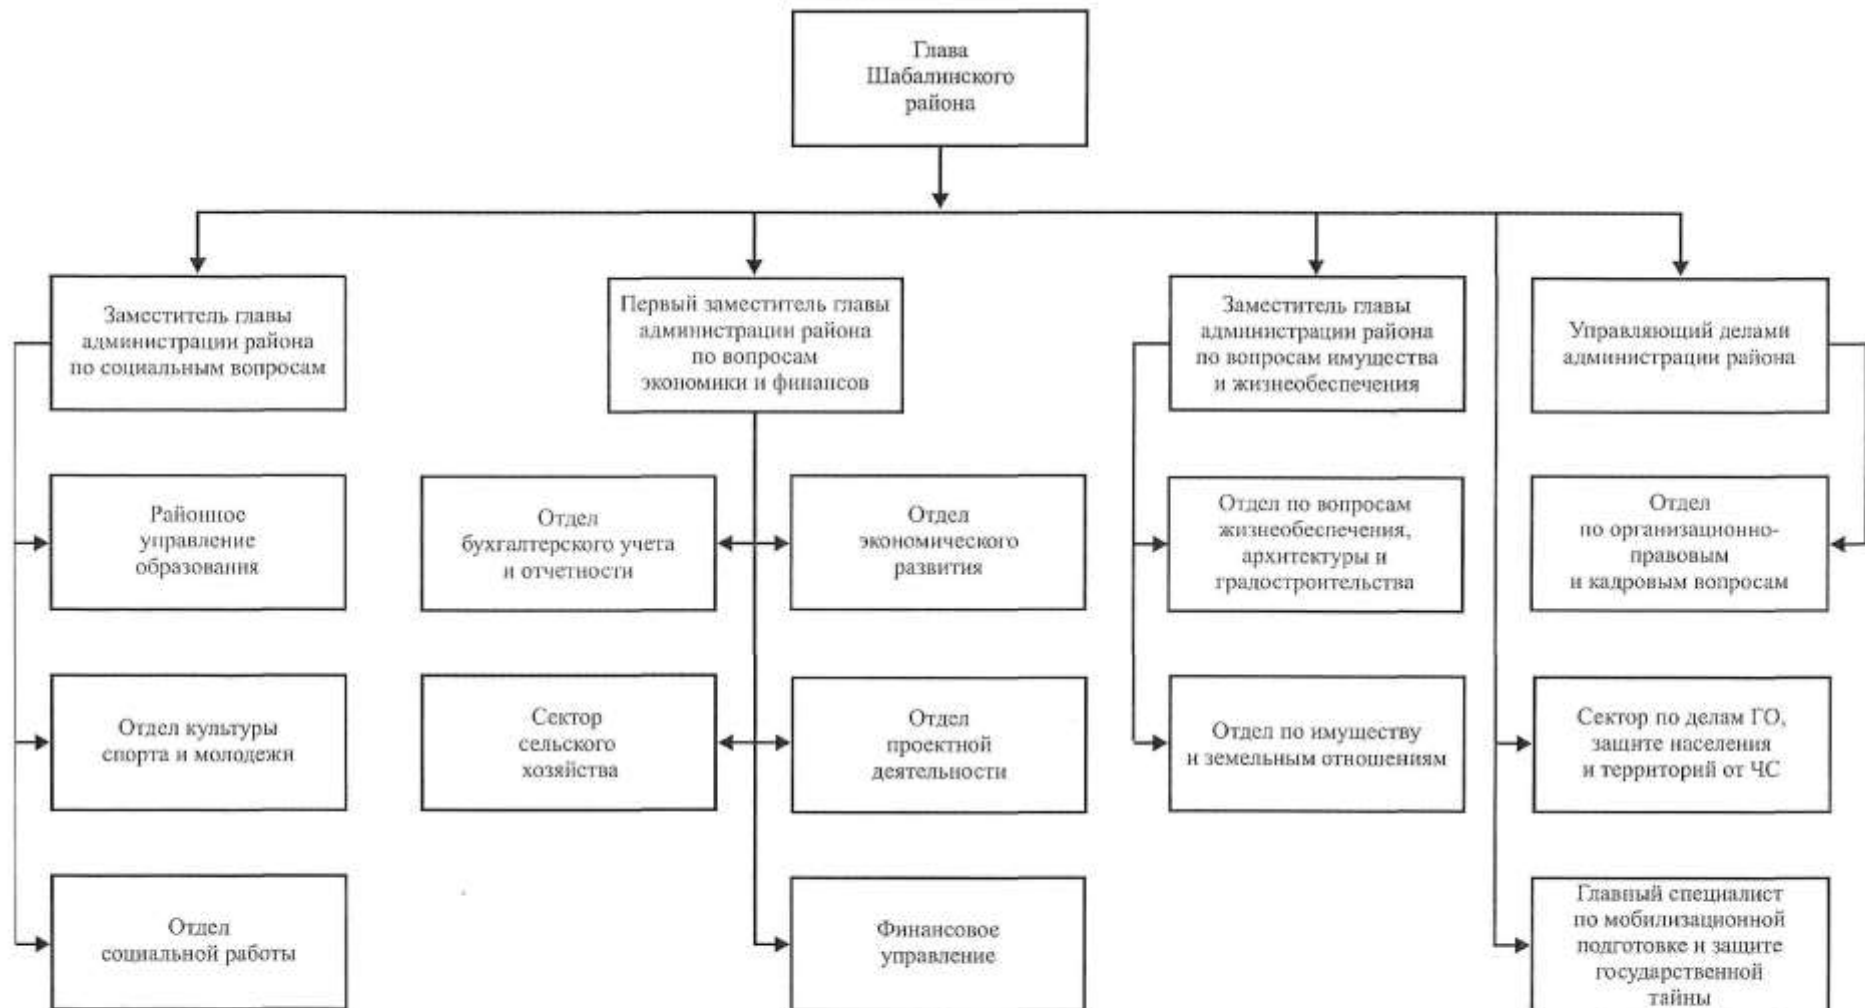 Глава
Шабалинского
района
Заместитель главы
администрации района
по социальным вопросам
Первый заместитель главы
администрации района
по вопросам
экономики и финансов
Заместитель главы
администрации района
по вопросам имущества
и жизнеобеспечения
Управляющий делами
администрации района
Районное
управление
образования
Отдел
бухгалтерского учета
и отчетности
Отдел
экономического
развития
Отдел по вопросам
жизнеобеспечения,
архитектуры и
градостроительства
Отдел
по организационно-
правовым
и кадровым вопросам
Отдел культуры
спорта и молодежи
Сектор
сельского
хозяйства
Отдел
проектной
деятельности
Отдел по имуществу
и земельным отношениям
Сектор по делам ГО,
защите населения
и территорий от ЧС
Отдел
социальной работы
Финансовое
управление
Главный специалист
по мобилизационной
подготовке и защите
государственной
тайны